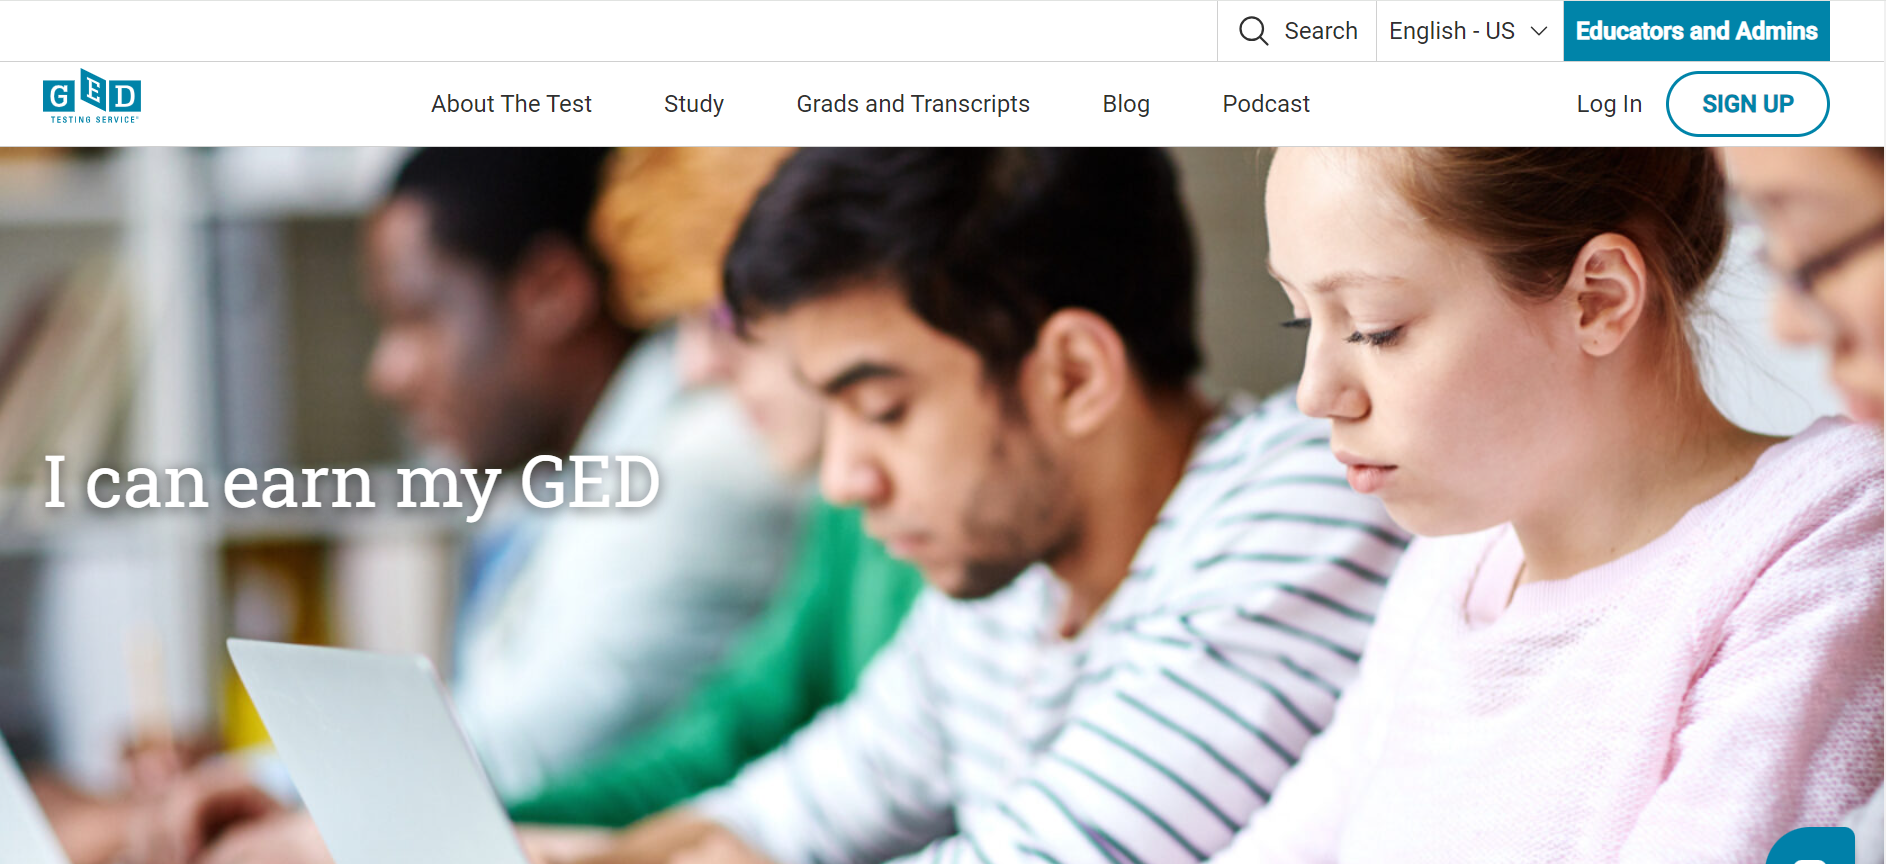 Search
English - US
Educators and Admins
GED
TESTING SERVICE
About The Test
Study
Grads and Transcripts
Blog
Podcast
Log In
SIGN UP
I can earn my GED